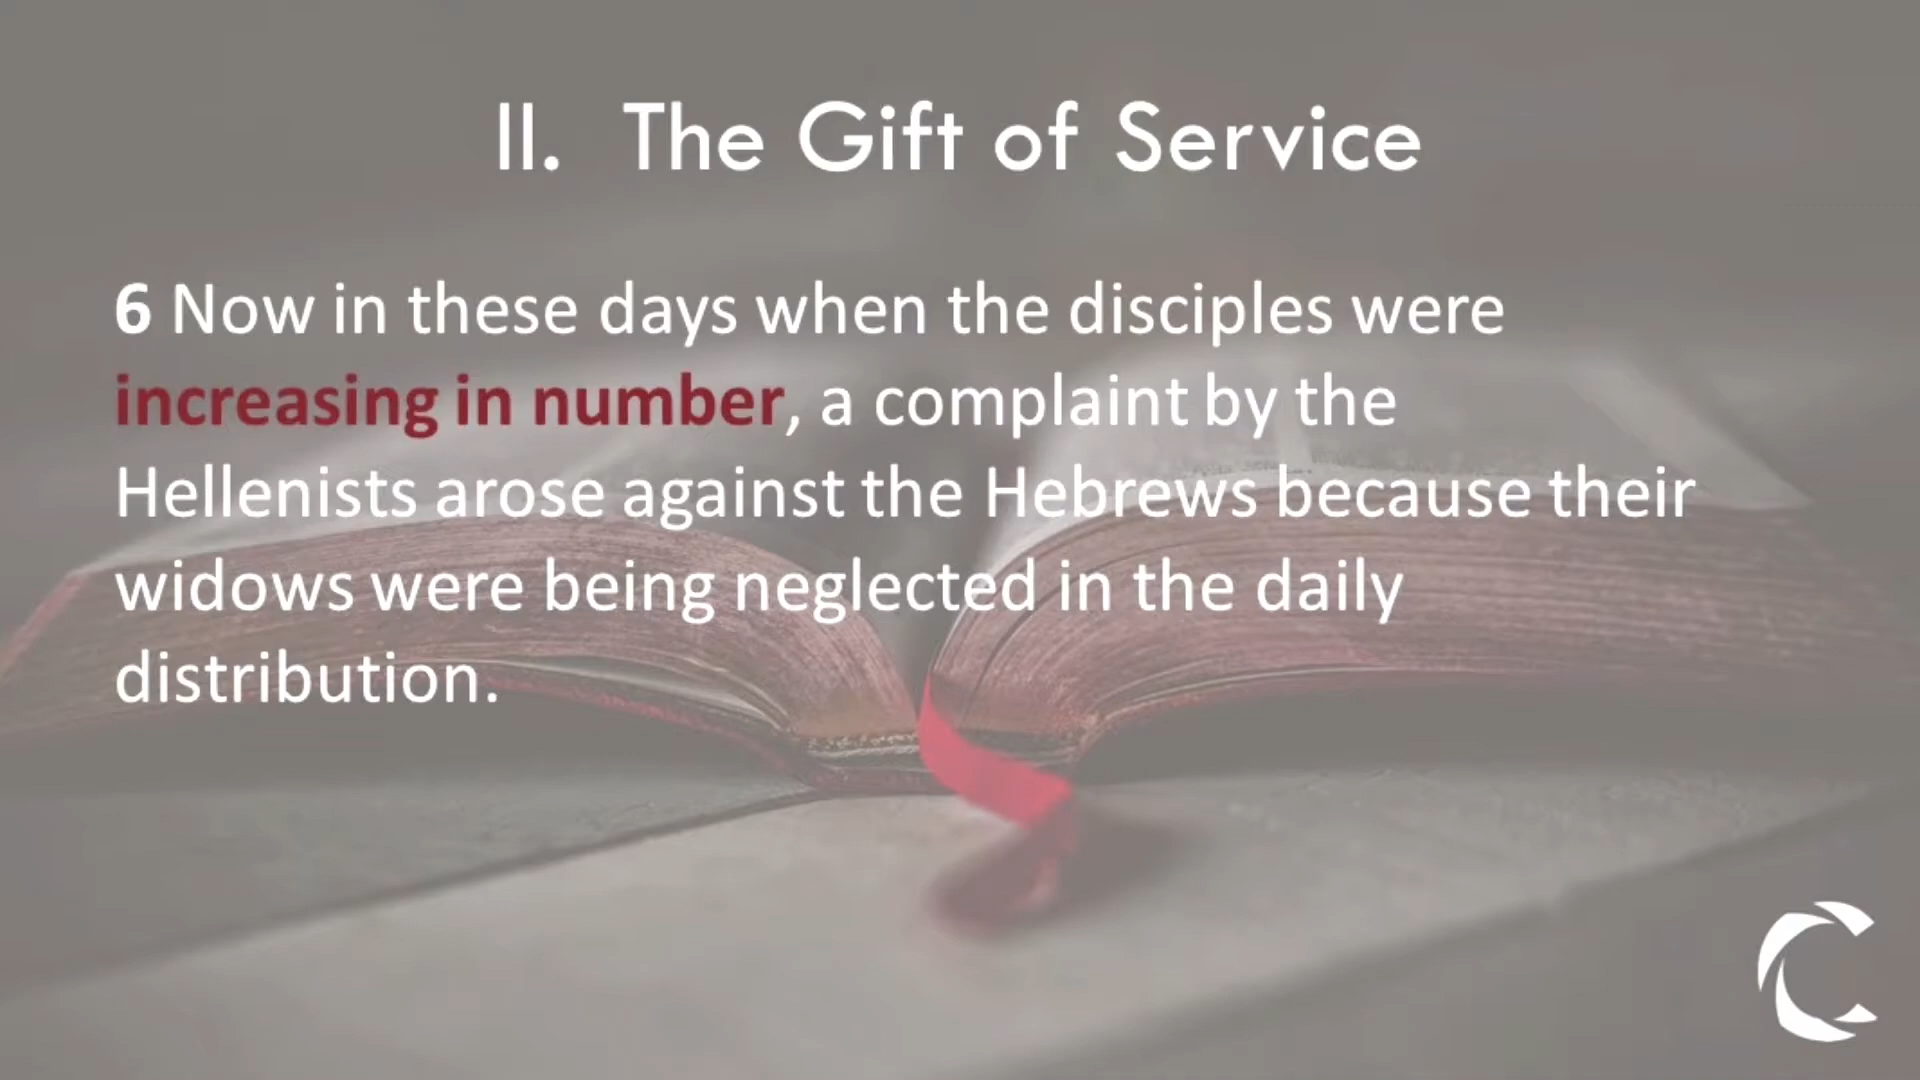 II. The Gift of Service
6 Now in these days when the disciples were
increasing in number, a complaint by the
Hellenists arose against the Hebrews because their
widows were being neglected in the daily
distribution.